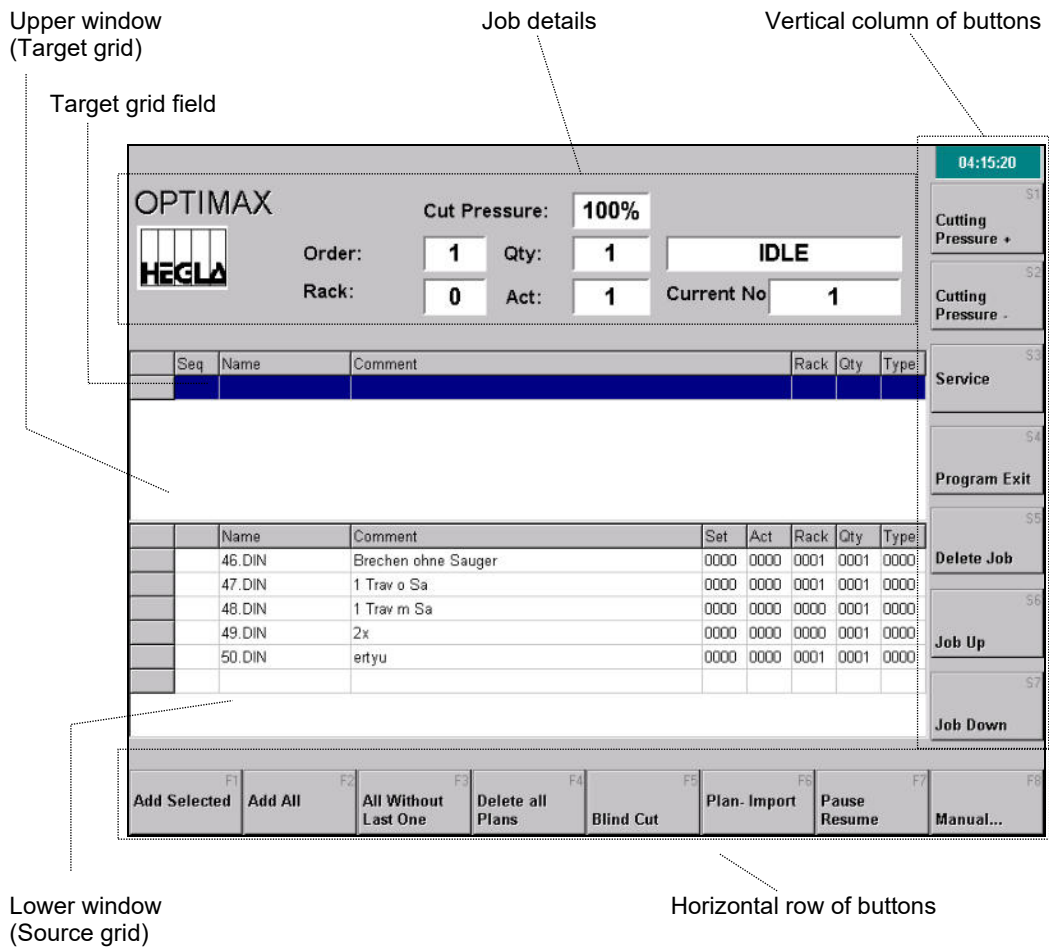 Upper window
(Target grid)
Job details
Vertical column of buttons
Target grid field
04:15:20
OPTIMAX
HEGLA
Cut Pressure: 100%
Order: 1 Qty: 1 IDLE
Rack: 0 Act: 1 Current No 1
S1
Cutting
Pressure +
S2
Cutting
Pressure -
S3
Service
S4
Program Exit
S5
Delete Job
S6
Job Up
S7
Job Down
Seq Name Comment Rack Qty Type
Name Comment Set Act Rack Qty Type
46.DIN Brechen ohne Sauger 0000 0000 0001 0001 0000
47.DIN 1 Trav o Sa 0000 0000 0001 0001 0000
48.DIN 1 Trav m Sa 0000 0000 0000 0001 0000
49.DIN 2x 0000 0000 0000 0001 0000
50.DIN ertyu 0000 0000 0001 0001 0000
F1
Add Selected
F2
Add All
F3
All Without
Last One
F4
Delete all
Plans
F5
Blind Cut
F6
Plan- Import
F7
Pause
Resume
F8
Manual...
Lower window
(Source grid)
Horizontal row of buttons